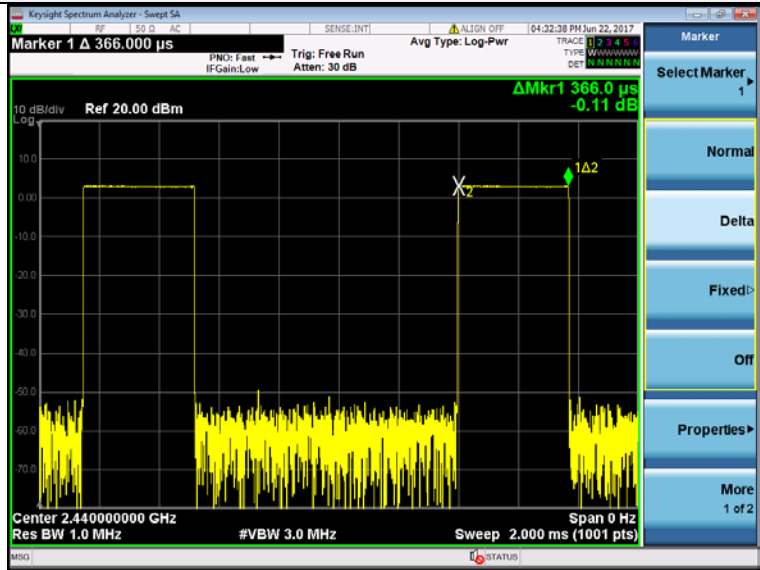 Keysight Spectrum Analyzer - Swept SA
RF 50 Ω AC SENSE:INT ALIGN OFF 04:32:38 PM Jun 22, 2017
Marker 1 Δ 366.000 µs
PNO: Fast
IFGain:Low
Trig: Free Run
Atten: 30 dB
Avg Type: Log-Pwr
TRACE 1 2 3 4 5 6
TYPE WWWWWW
DET N N N N N N
ΔMkr1 366.0 µs
-0.11 dB
10 dB/div Ref 20.00 dBm
Log
10.0
0.00
-10.0
-20.0
-30.0
-40.0
-50.0
-60.0
-70.0
1Δ2
X2
Center 2.440000000 GHz Span 0 Hz
Res BW 1.0 MHz #VBW 3.0 MHz Sweep 2.000 ms (1001 pts)
MSG STATUS
Marker
Select Marker
1
Normal
Delta
Fixed
Off
Properties
More
1 of 2